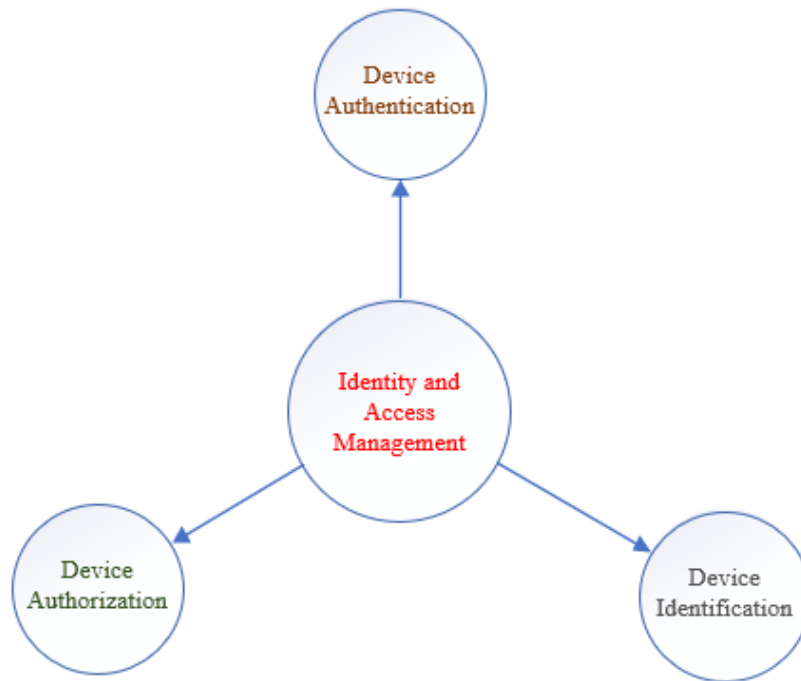 Device
Authentication
Identity and
Access
Management
Device
Authorization
Device
Identification